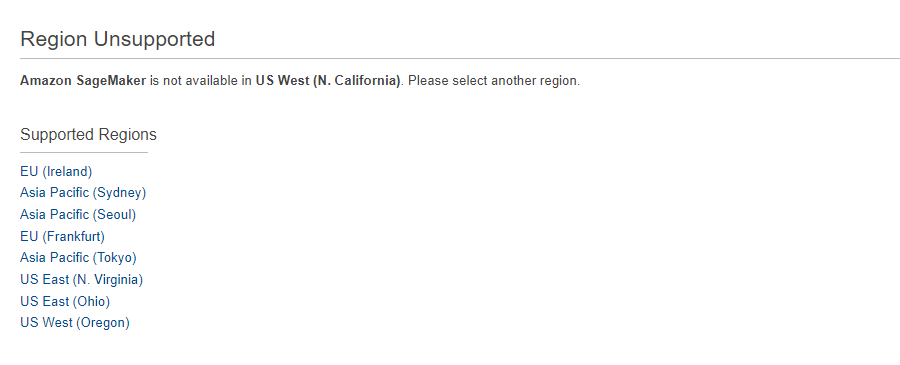 Region Unsupported
Amazon SageMaker is not available in US West (N. California). Please select another region.
Supported Regions
EU (Ireland)
Asia Pacific (Sydney)
Asia Pacific (Seoul)
EU (Frankfurt)
Asia Pacific (Tokyo)
US East (N. Virginia)
US East (Ohio)
US West (Oregon)